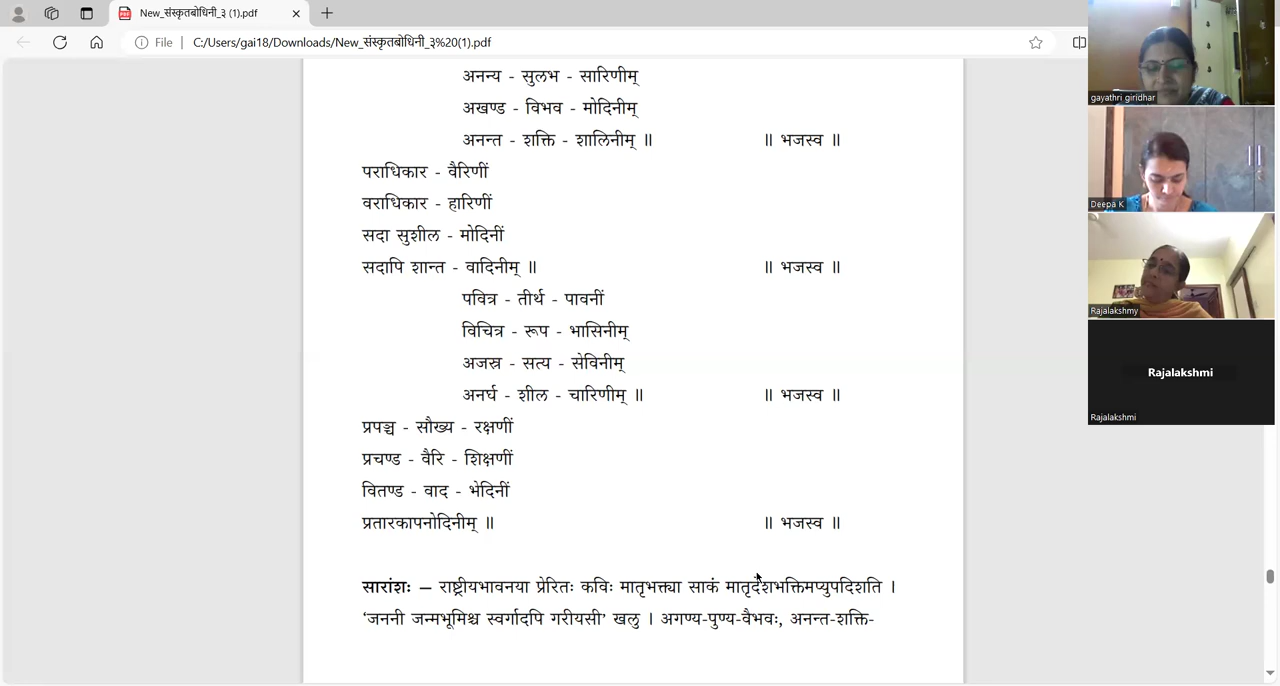 New_संस्कृतबोधिनी_३ (1).pdf
File | C:/Users/gai18/Downloads/New_संस्कृतबोधिनी_३%20(1).pdf
अनन्य - सुलभ - सारिणीम्
अखण्ड - विभव - मोदिनीम्
अनन्त - शक्ति - शालिनीम् ॥ ॥ भजस्व ॥
पराधिकार - वैरिणीं
वराधिकार - हारिणीं
सदा सुशील - मोदिनीं
सदापि शान्त - वादिनीम् ॥ ॥ भजस्व ॥
पवित्र - तीर्थ - पावनीं
विचित्र - रूप - भासिनीम्
अजस्र - सत्य - सेविनीम्
अनर्घ - शील - चारिणीम् ॥ ॥ भजस्व ॥
प्रपञ्च - सौख्य - रक्षणीं
प्रचण्ड - वैरि - शिक्षणीं
वितण्ड - वाद - भेदिनीं
प्रतारकापनोदिनीम् ॥ ॥ भजस्व ॥
सारांशः – राष्ट्रीयभावनया प्रेरितः कविः मातृभक्त्या साकं मातृदेशभक्तिमप्युपदिशति ।
‘जननी जन्मभूमिश्च स्वर्गादपि गरीयसी’ खलु । अगण्य-पुण्य-वैभवः, अनन्त-शक्ति-
gayathri giridhar
Deepa K
Rajalakshmy
Rajalakshmi
Rajalakshmi